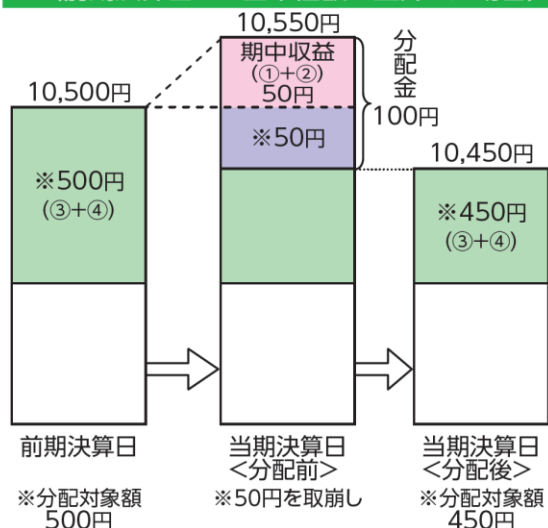 10,550円
期中収益
(①+②)
50円
※50円
分配金
100円
10,500円
※500円
(③+④)
10,450円
※450円
(③+④)
前期決算日
当期決算日
<分配前>
当期決算日
<分配後>
※分配対象額
500円
※50円を取崩し
※分配対象額
450円